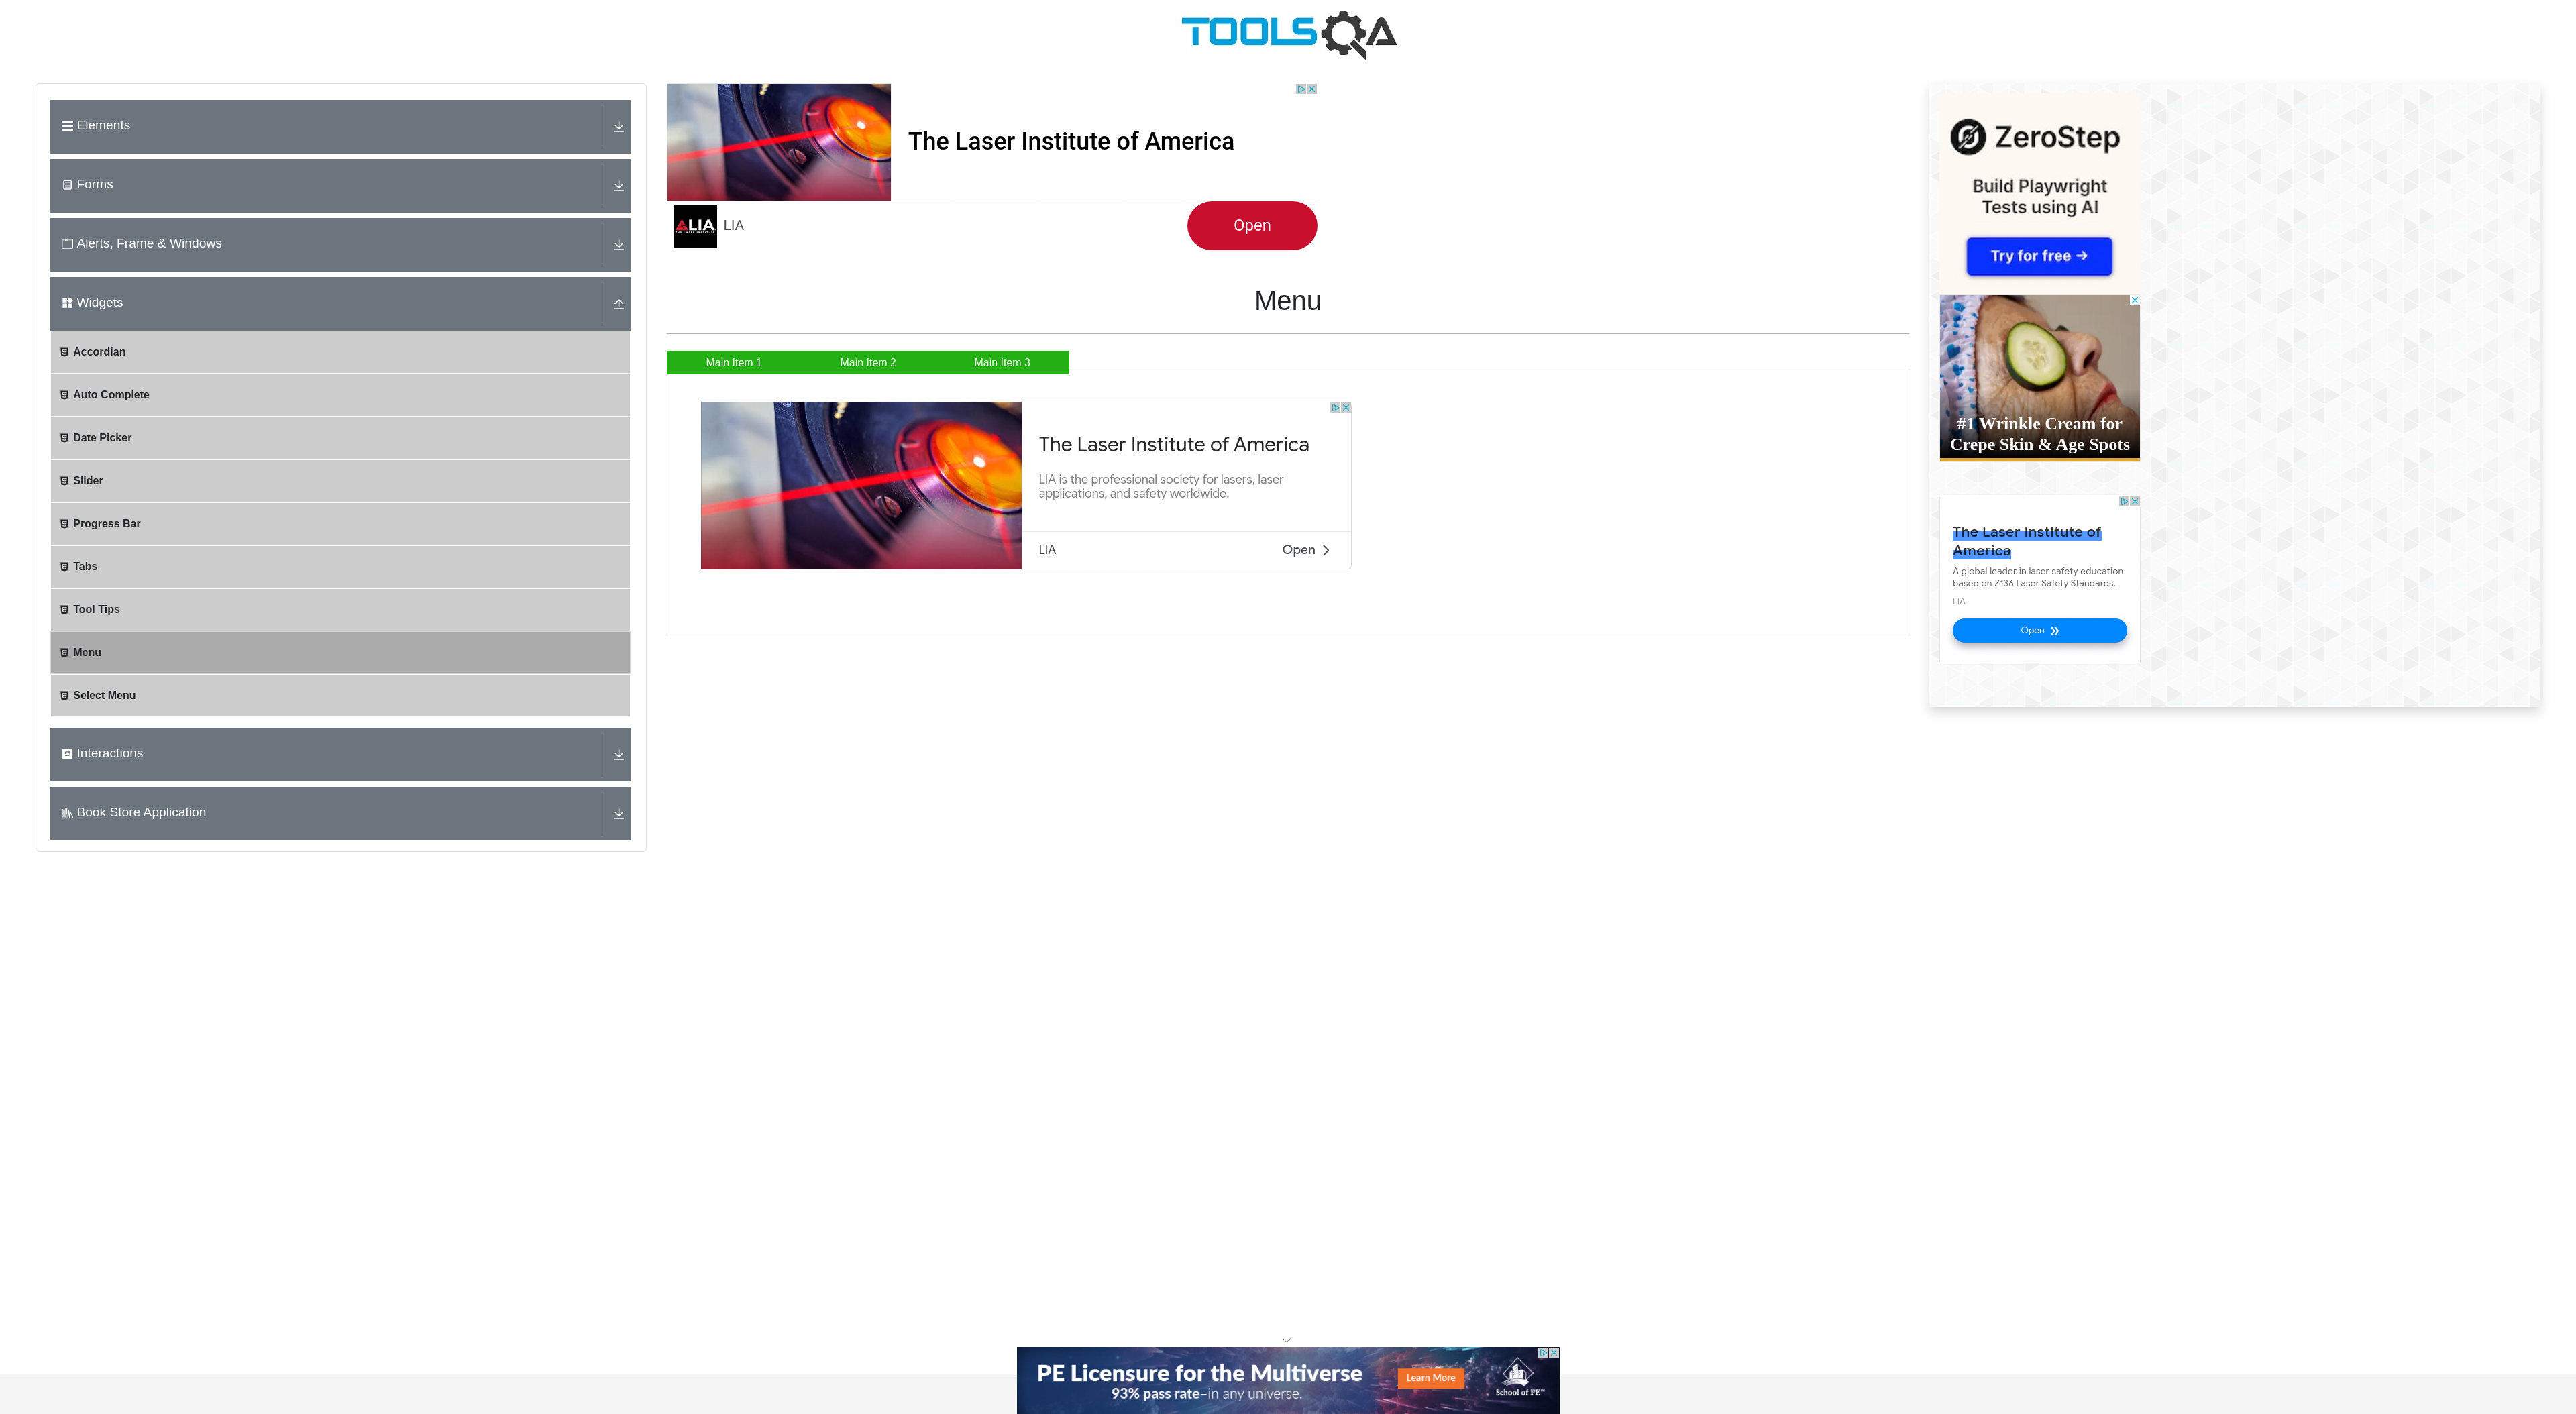 TOOLSQA
Elements
Forms
Alerts, Frame & Windows
Widgets
Accordian
Auto Complete
Date Picker
Slider
Progress Bar
Tabs
Tool Tips
Menu
Select Menu
Interactions
Book Store Application
The Laser Institute of America
LIA
LIA
Open
Menu
Main Item 1
Main Item 2
Main Item 3
The Laser Institute of America
LIA is the professional society for lasers, laser
applications, and safety worldwide.
LIA
Open
ZeroStep
Build Playwright
Tests using AI
Try for free →
#1 Wrinkle Cream for
Crepe Skin & Age Spots
The Laser Institute of
America
A global leader in laser safety education
based on Z136 Laser Safety Standards.
LIA
Open
PE Licensure for the Multiverse
93% pass rate–in any universe.
Learn More
School of PE™